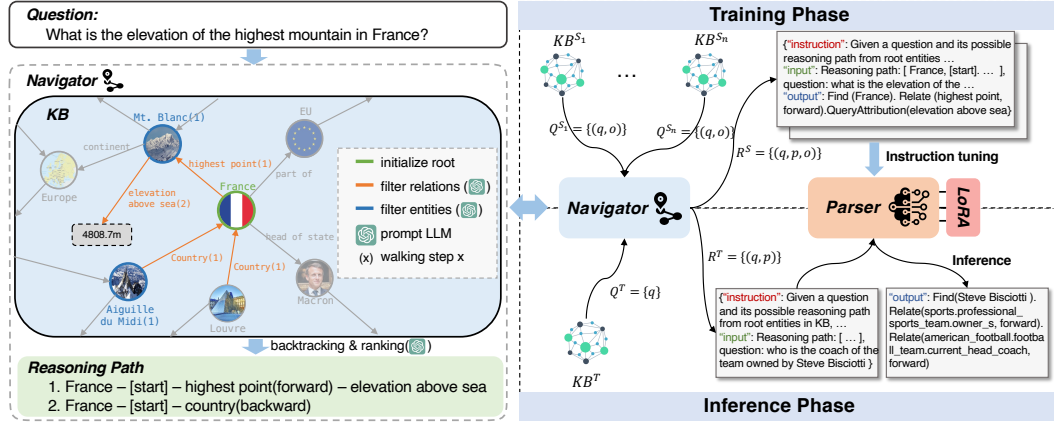 Question:
What is the elevation of the highest mountain in France?
Navigator
KB
Mt. Blanc(1)
EU
continent
highest point(1)
part of
Europe
France
elevation
above sea(2)
4808.7m
head of state
Country(1)
Country(1)
Macron
Aiguille
du Midi(1)
Louvre
initialize root
filter relations ( )
filter entities ( )
prompt LLM
(x) walking step x
backtracking & ranking( )
Reasoning Path
1. France – [start] – highest point(forward) – elevation above sea
2. France – [start] – country(backward)
Training Phase
KB^{S_1}
...
KB^{S_n}
Q^{S_1} = {(q, o)}
Q^{S_n} = {(q, o)}
R^S = {(q, p, o)}
{“instruction”: Given a question and its possible
reasoning path from root entities …
“input”: Reasoning path: [ France, [start]. … ],
question: what is the elevation of the …
“output”: Find (France). Relate (highest point,
forward).QueryAttribution(elevation above sea}
Instruction tuning
Navigator
Parser
LoRA
R^T = {(q, p)}
Q^T = {q}
KB^T
Inference
{“instruction”: Given a question
and its possible reasoning path
from root entities in KB, …
“input”: Reasoning path: [ … ],
question: who is the coach of the
team owned by Steve Bisciotti }
“output”: Find(Steve Bisciotti ).
Relate(sports.professional_
sports_team.owner_s, forward).
Relate(american_football.footba
ll_team.current_head_coach,
forward)
Inference Phase